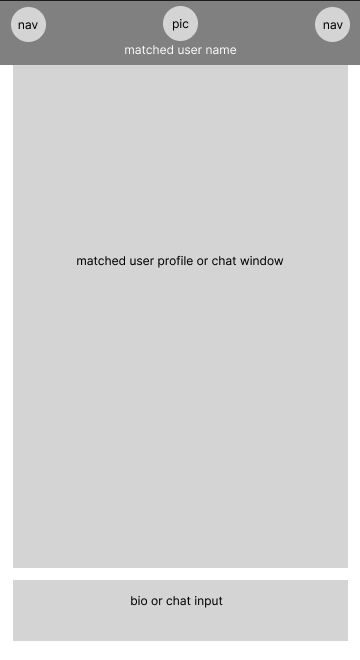 nav
pic
nav
matched user name
matched user profile or chat window
bio or chat input